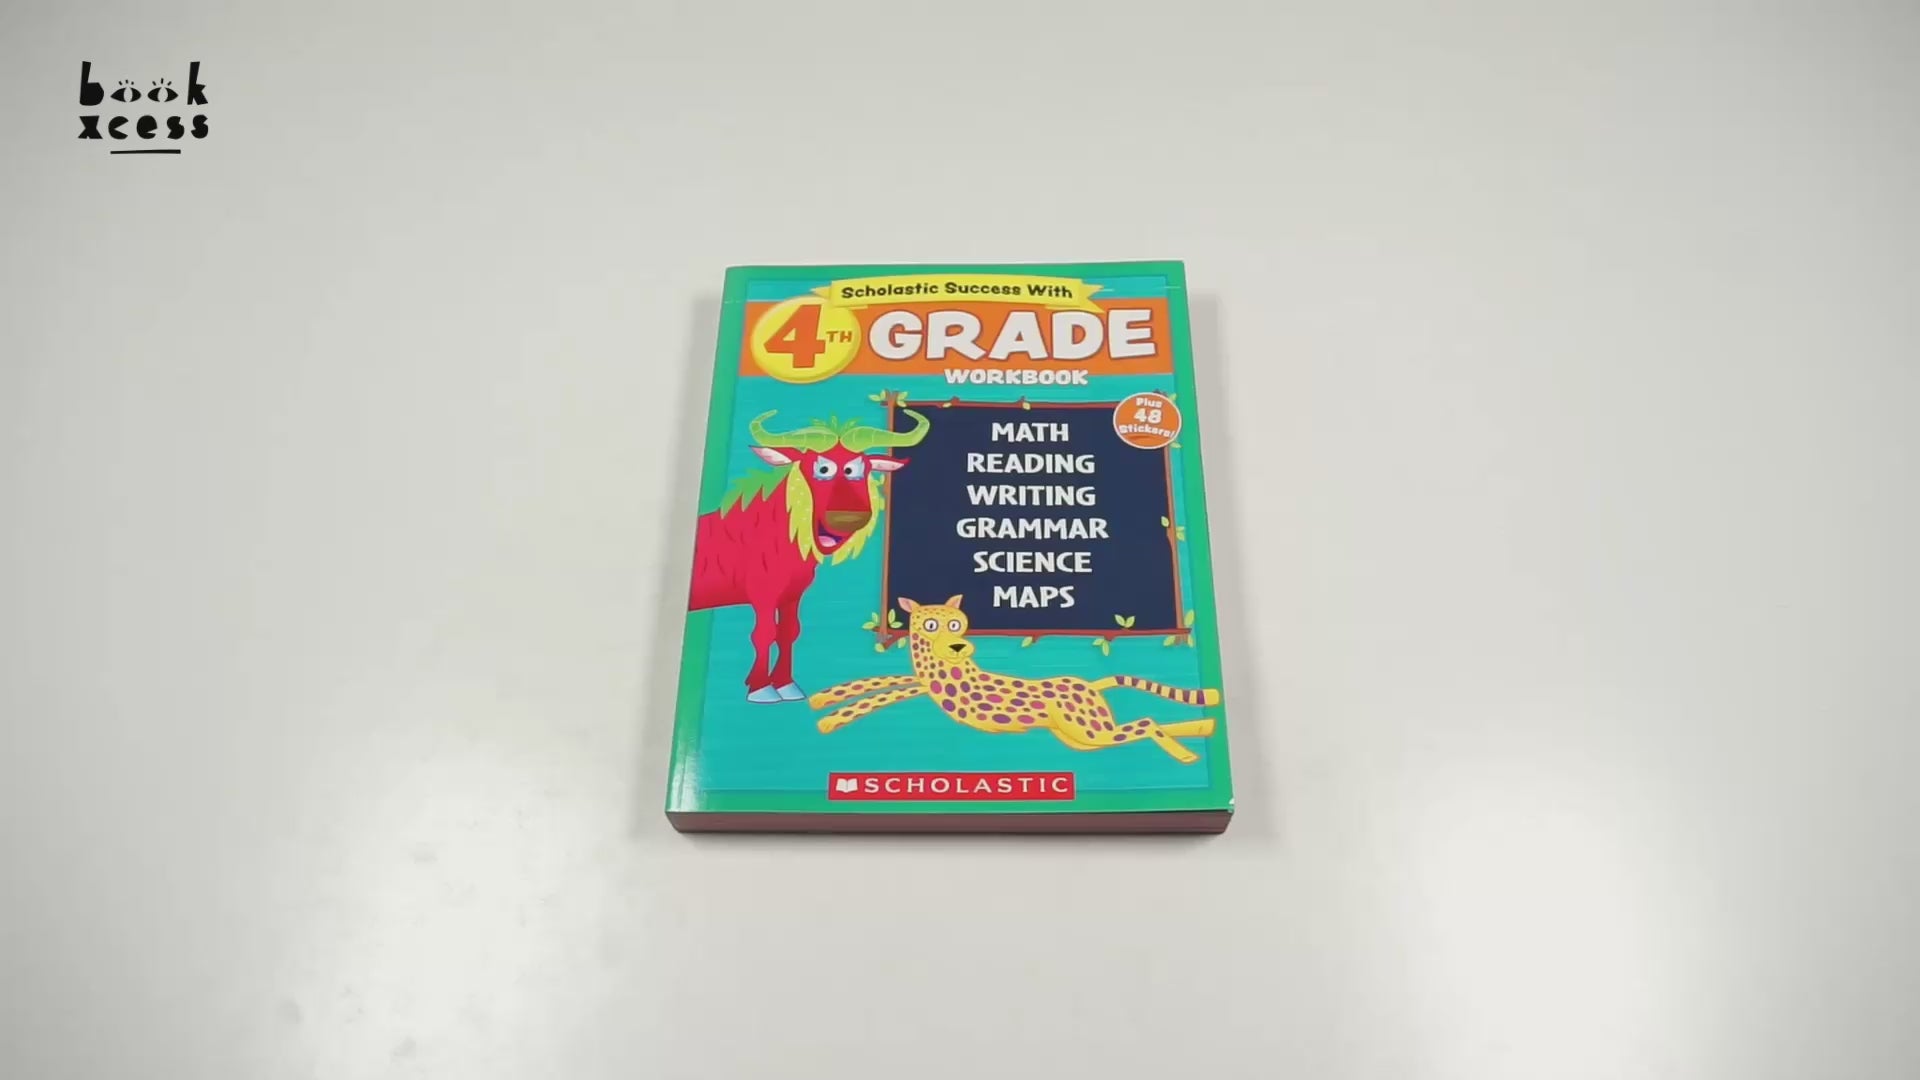 book
xcess
Scholastic Success With
4TH GRADE
WORKBOOK
Plus
48
Stickers!
MATH
READING
WRITING
GRAMMAR
SCIENCE
MAPS
SCHOLASTIC